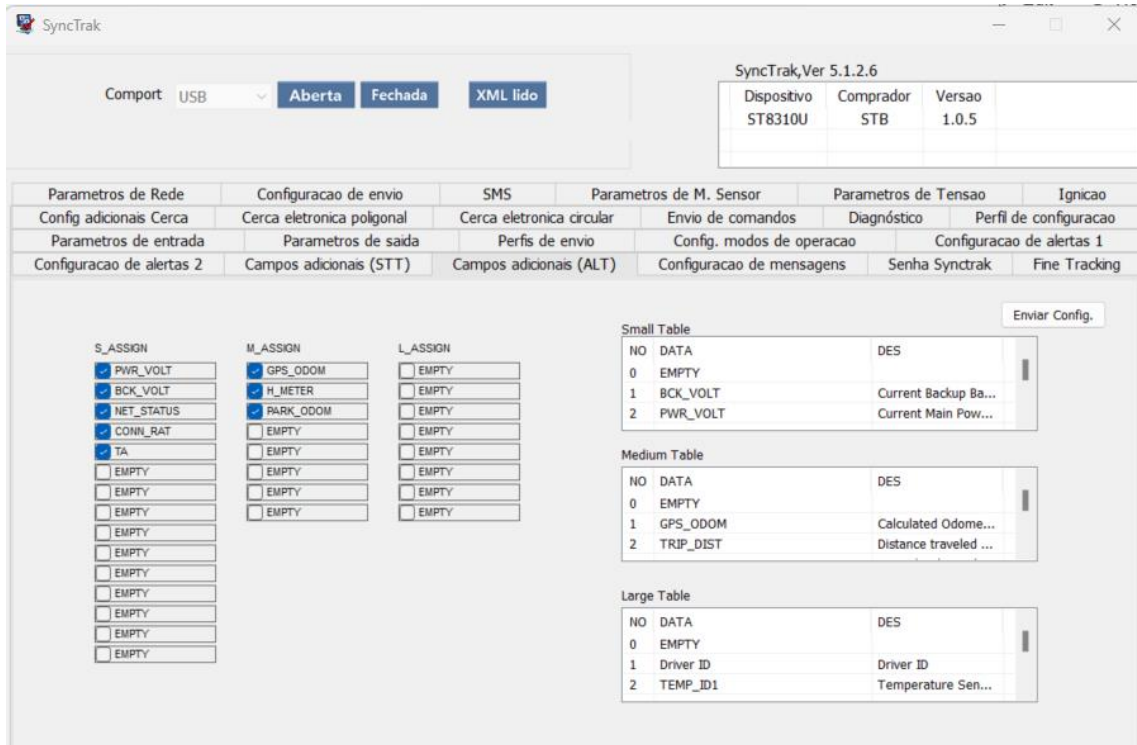 SyncTrak
SyncTrak,Ver 5.1.2.6
Comport USB Aberta Fechada XML lido
Dispositivo Comprador Versao
ST8310U STB 1.0.5
Parametros de Rede Configuracao de envio SMS Parametros de M. Sensor Parametros de Tensao Ignicao
Config adicionais Cerca Cerca eletronica poligonal Cerca eletronica circular Envio de comandos Diagnóstico Perfil de configuracao
Parametros de entrada Parametros de saida Perfis de envio Config. modos de operacao Configuracao de alertas 1
Configuracao de alertas 2 Campos adicionais (STT) Campos adicionais (ALT) Configuracao de mensagens Senha Synctrak Fine Tracking
Enviar Config.
S_ASSIGN
PWR_VOLT
BCK_VOLT
NET_STATUS
CONN_RAT
TA
EMPTY
EMPTY
EMPTY
EMPTY
EMPTY
EMPTY
EMPTY
EMPTY
EMPTY
EMPTY
M_ASSIGN
GPS_ODOM
H_METER
PARK_ODOM
EMPTY
EMPTY
EMPTY
EMPTY
EMPTY
L_ASSIGN
EMPTY
EMPTY
EMPTY
EMPTY
EMPTY
EMPTY
EMPTY
EMPTY
Small Table
NO DATA DES
0 EMPTY
1 BCK_VOLT Current Backup Ba...
2 PWR_VOLT Current Main Pow...
Medium Table
NO DATA DES
0 EMPTY
1 GPS_ODOM Calculated Odome...
2 TRIP_DIST Distance traveled ...
Large Table
NO DATA DES
0 EMPTY
1 Driver ID Driver ID
2 TEMP_ID1 Temperature Sen...